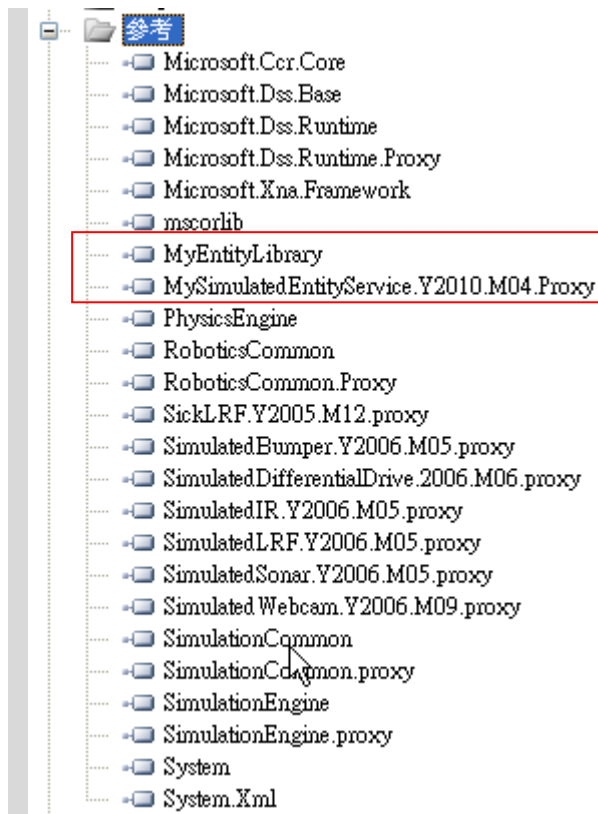 參考
Microsoft.Ccr.Core
Microsoft.Dss.Base
Microsoft.Dss.Runtime
Microsoft.Dss.Runtime.Proxy
Microsoft.Xna.Framework
mscorlib
MyEntityLibrary
MySimulatedEntityService.Y2010.M04.Proxy
PhysicsEngine
RoboticsCommon
RoboticsCommon.Proxy
SickLRF.Y2005.M12.proxy
SimulatedBumper.Y2006.M05.proxy
SimulatedDifferentialDrive.2006.M06.proxy
SimulatedIR.Y2006.M05.proxy
SimulatedLRF.Y2006.M05.proxy
SimulatedSonar.Y2006.M05.proxy
SimulatedWebcam.Y2006.M09.proxy
SimulationCommon
SimulationCommon.proxy
SimulationEngine
SimulationEngine.proxy
System
System.Xml